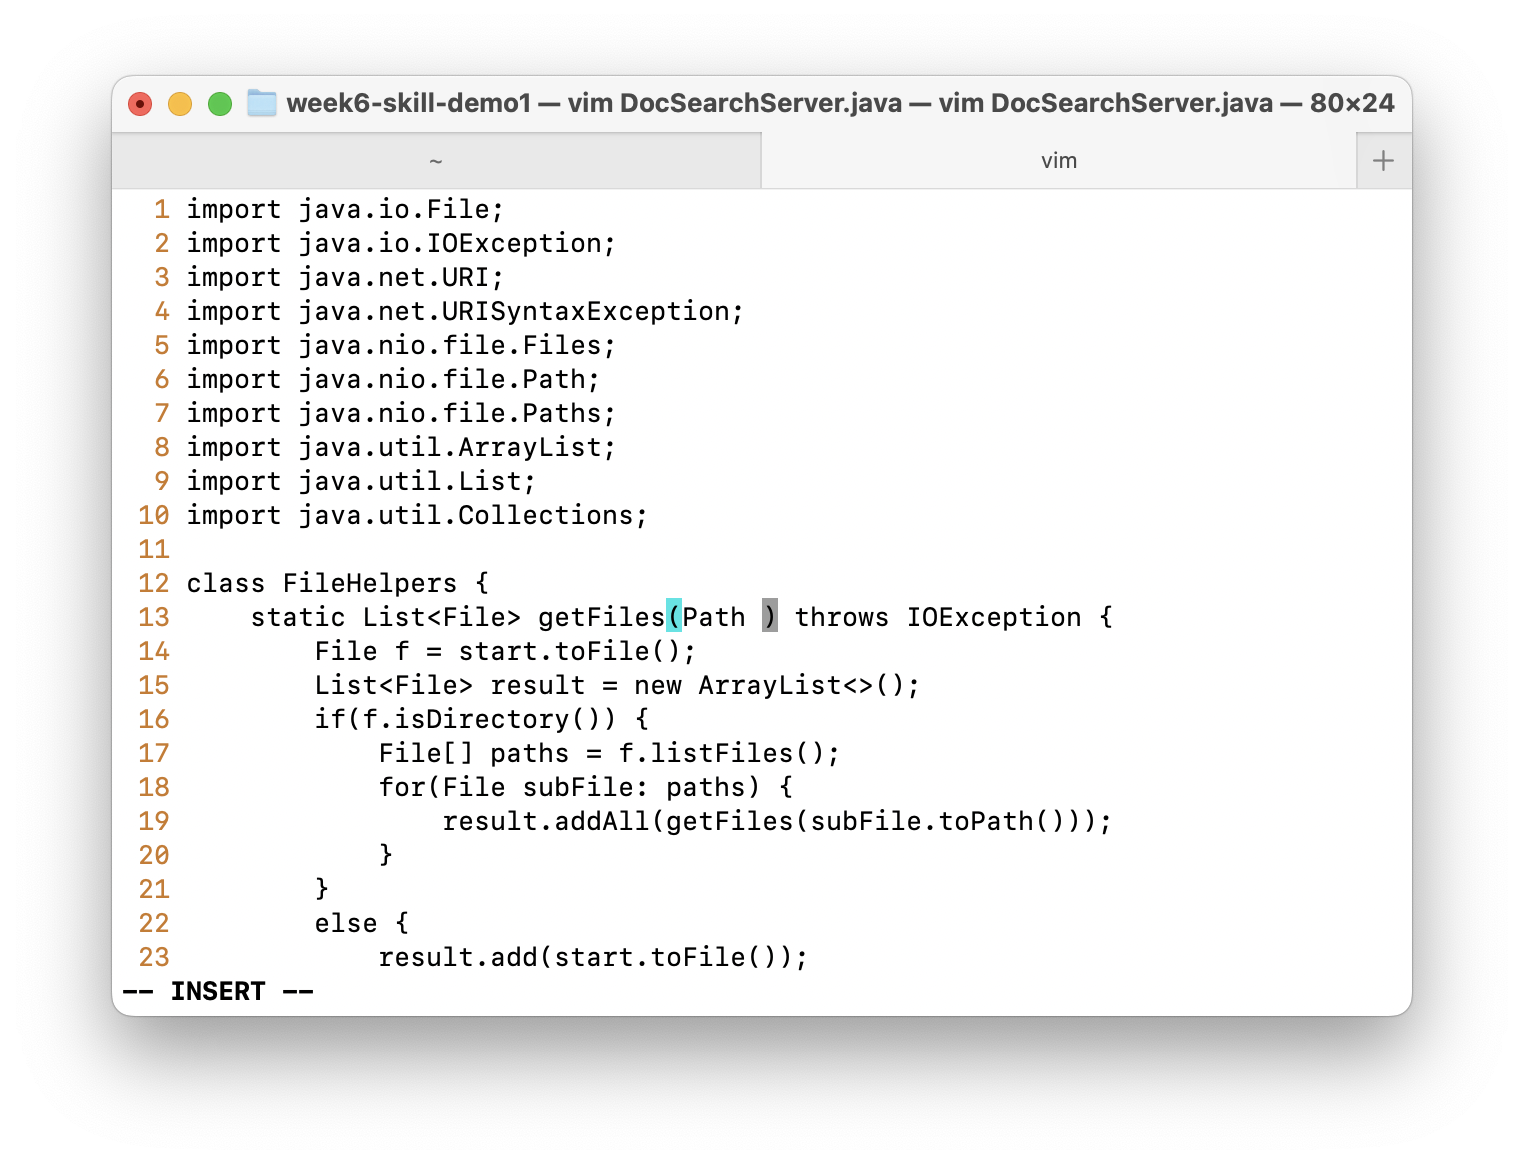 week6-skill-demo1 — vim DocSearchServer.java — vim DocSearchServer.java — 80×24
~ vim +
1 import java.io.File;
2 import java.io.IOException;
3 import java.net.URI;
4 import java.net.URISyntaxException;
5 import java.nio.file.Files;
6 import java.nio.file.Path;
7 import java.nio.file.Paths;
8 import java.util.ArrayList;
9 import java.util.List;
10 import java.util.Collections;
11
12 class FileHelpers {
13     static List<File> getFiles(Path ) throws IOException {
14         File f = start.toFile();
15         List<File> result = new ArrayList<>();
16         if(f.isDirectory()) {
17             File[] paths = f.listFiles();
18             for(File subFile: paths) {
19                 result.addAll(getFiles(subFile.toPath()));
20             }
21         }
22         else {
23             result.add(start.toFile());
-- INSERT --